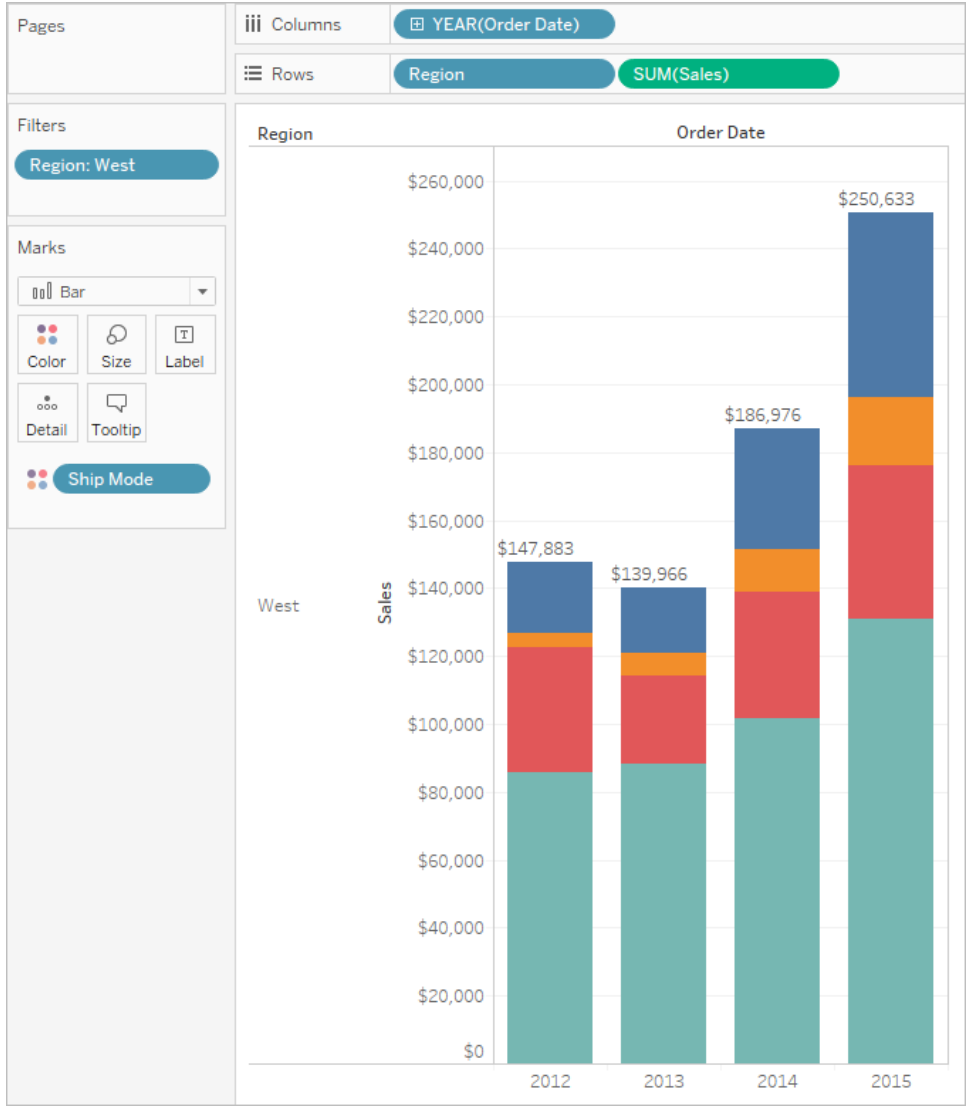 Pages
Columns
YEAR(Order Date)
Rows
Region
SUM(Sales)
Filters
Region: West
Marks
Bar
Color
Size
T
Label
Detail
Tooltip
Ship Mode
Region
Order Date
$260,000
$240,000
$220,000
$200,000
$180,000
$160,000
$140,000
$120,000
$100,000
$80,000
$60,000
$40,000
$20,000
$0
Sales
West
$147,883
$139,966
$186,976
$250,633
2012
2013
2014
2015